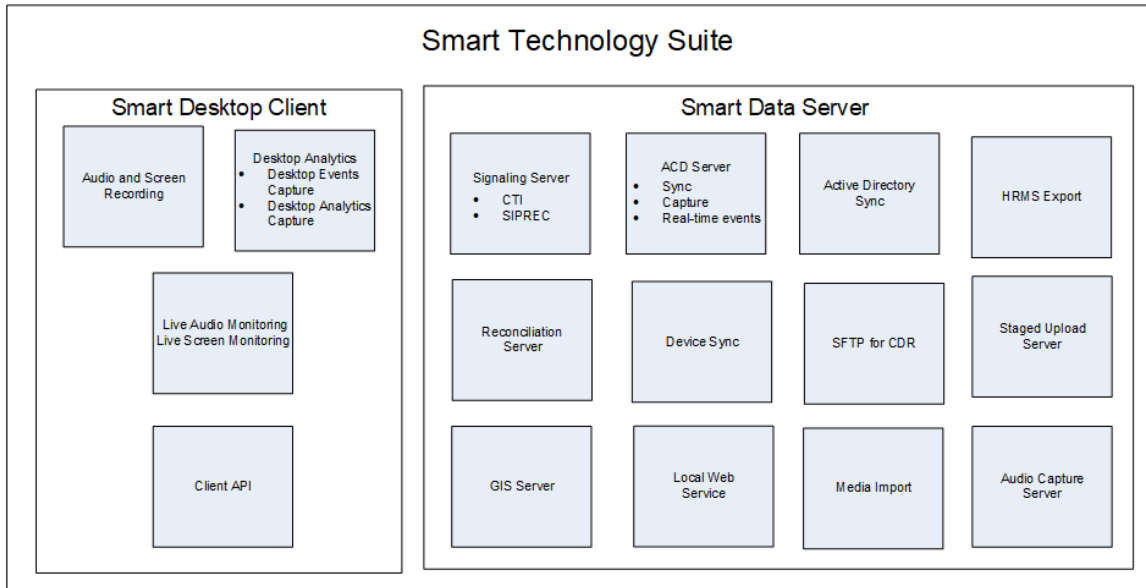 Smart Technology Suite
Smart Desktop Client
Audio and Screen
Recording
Desktop Analytics
• Desktop Events
Capture
• Desktop Analytics
Capture
Live Audio Monitoring
Live Screen Monitoring
Client API
Smart Data Server
Signaling Server
• CTI
• SIPREC
ACD Server
• Sync
• Capture
• Real-time events
Active Directory
Sync
HRMS Export
Reconciliation
Server
Device Sync
SFTP for CDR
Staged Upload
Server
GIS Server
Local Web
Service
Media Import
Audio Capture
Server